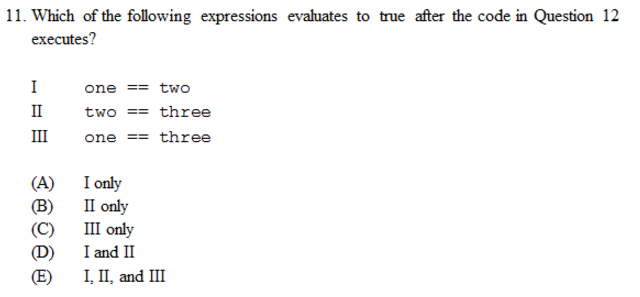 11. Which of the following expressions evaluates to true after the code in Question 12
executes?
I one == two
II two == three
III one == three
(A) I only
(B) II only
(C) III only
(D) I and II
(E) I, II, and III